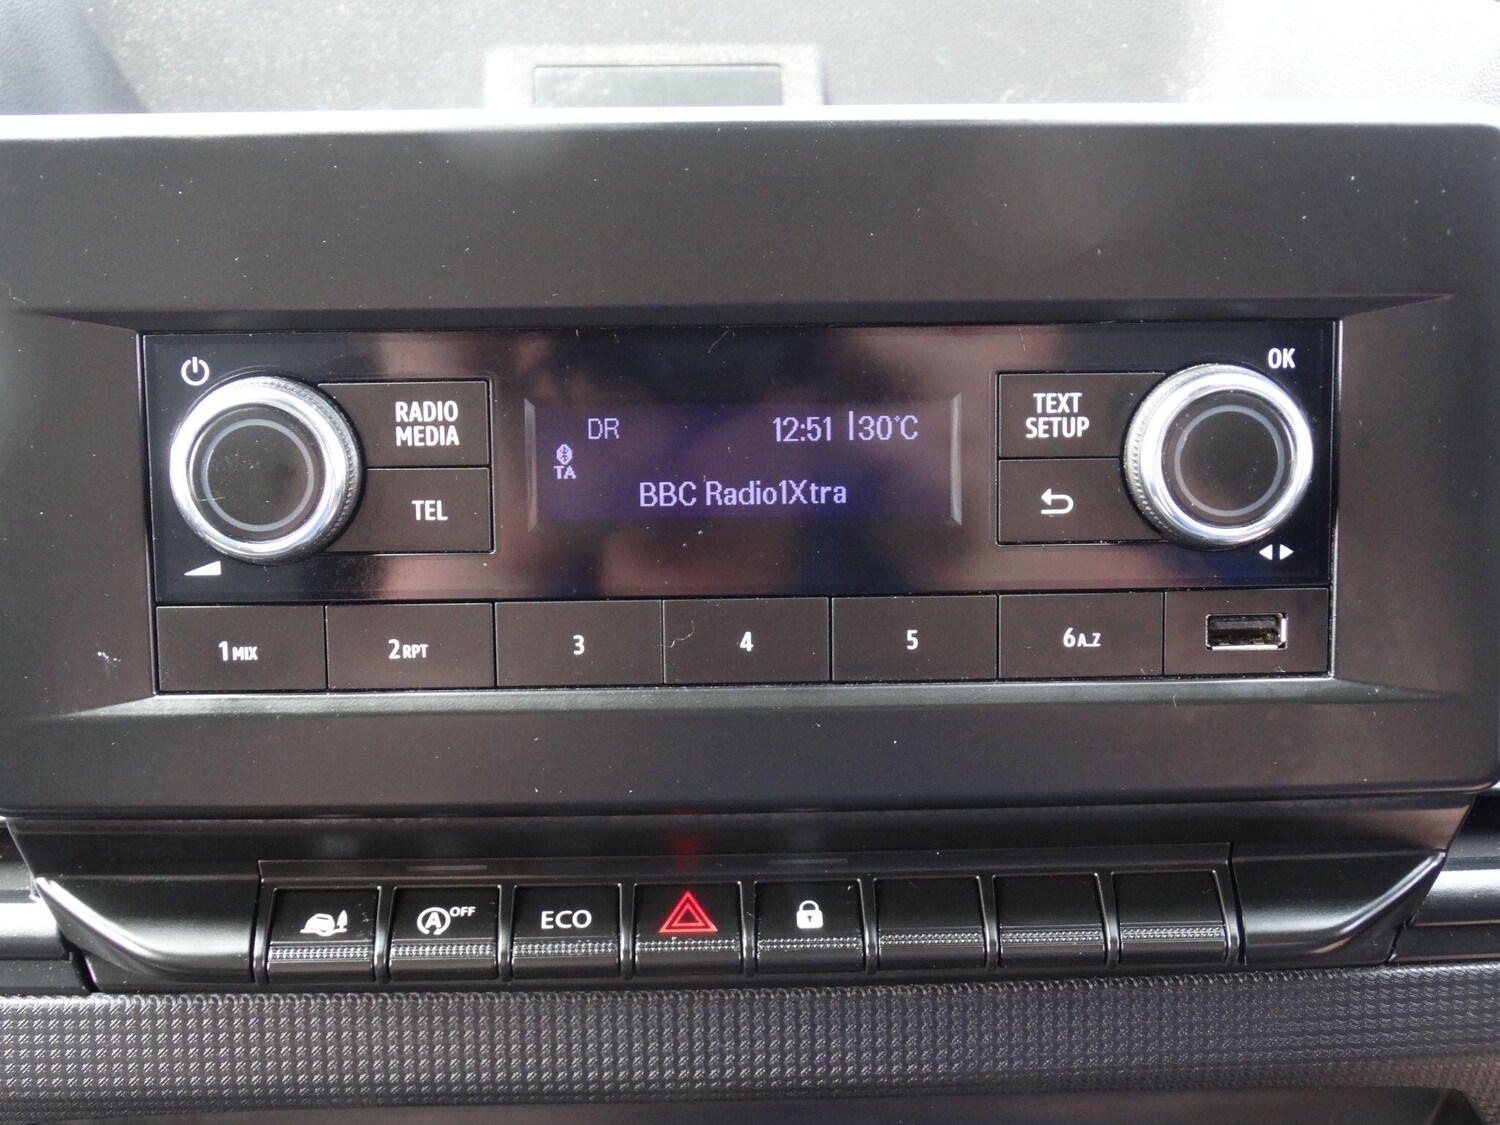 OK
RADIO
MEDIA
TEL
DR 12:51 30°C
TA
BBC Radio1Xtra
TEXT
SETUP
1 MIX
2 RPT
3
4
5
6 A_Z
A OFF
ECO